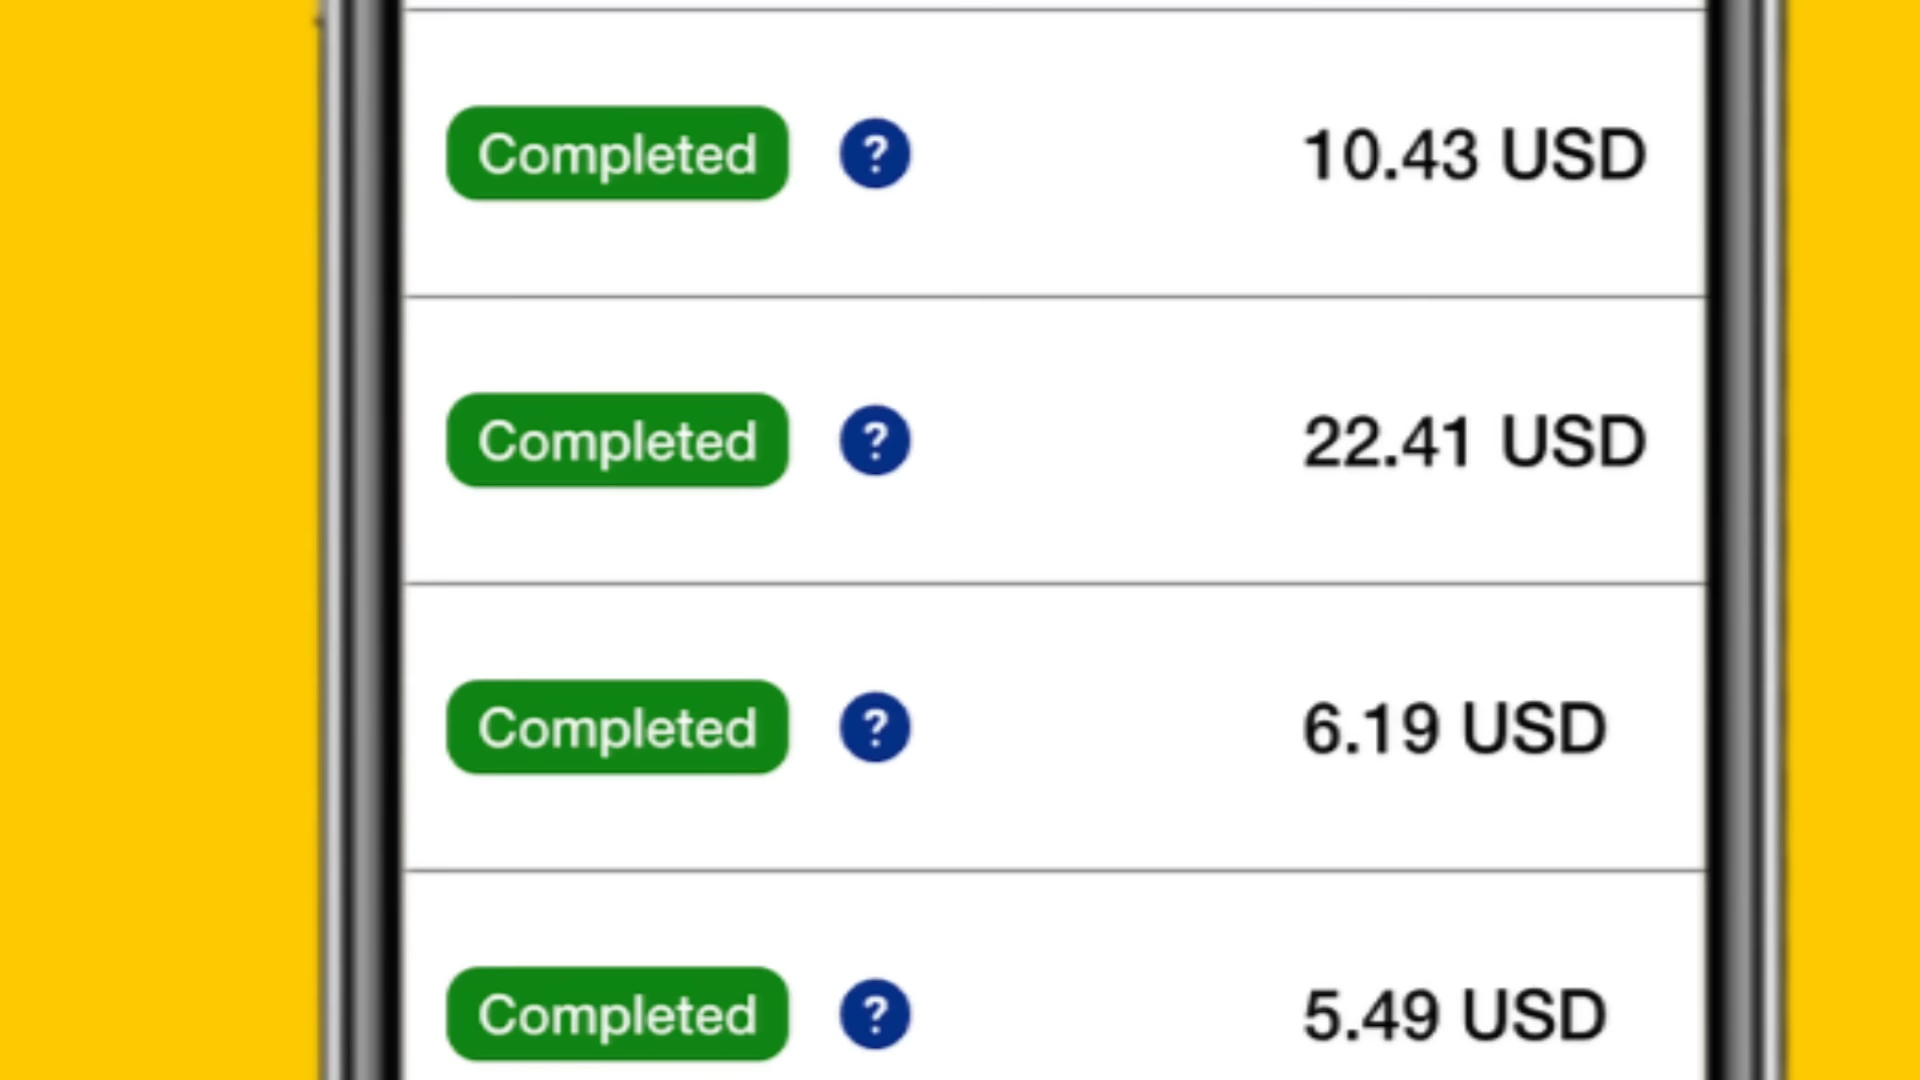 Completed ? 10.43 USD
Completed ? 22.41 USD
Completed ? 6.19 USD
Completed ? 5.49 USD